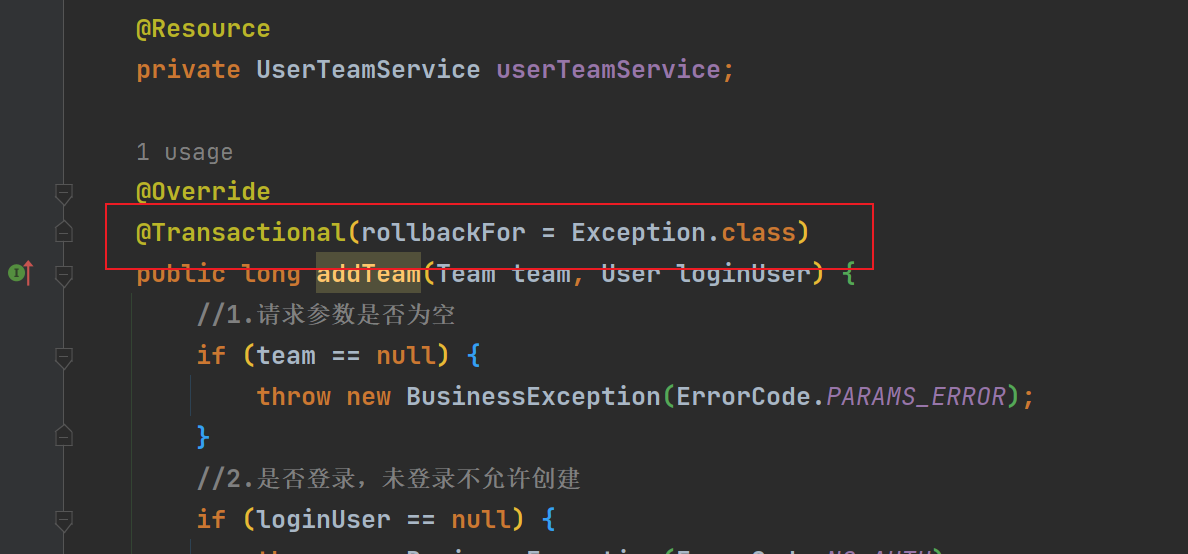 @Resource
private UserTeamService userTeamService;
1 usage
@Override
@Transactional(rollbackFor = Exception.class)
public long addTeam(Team team, User loginUser) {
//1.请求参数是否为空
if (team == null) {
throw new BusinessException(ErrorCode.PARAMS_ERROR);
}
//2.是否登录，未登录不允许创建
if (loginUser == null) {